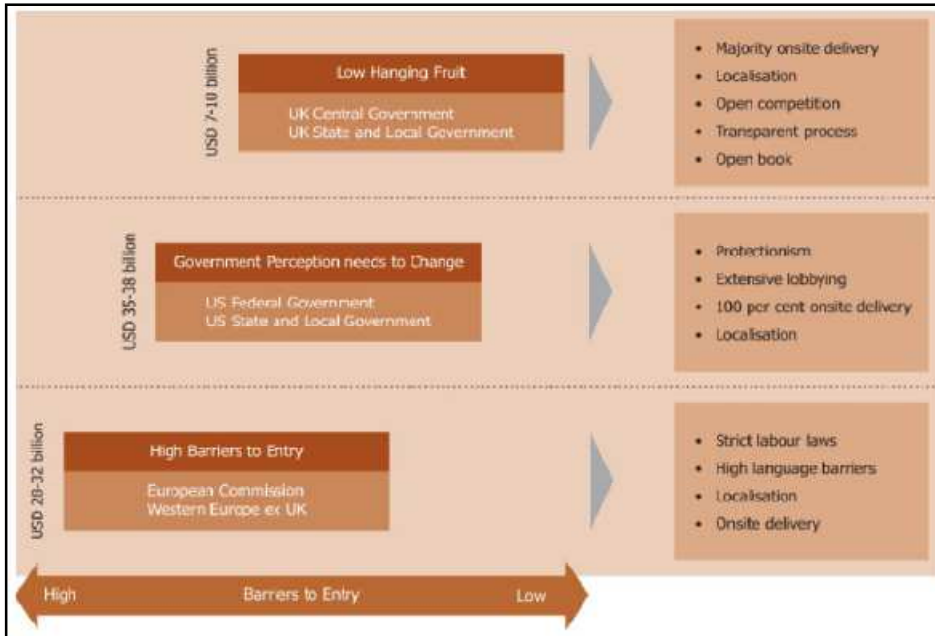 USD 7-10 billion
Low Hanging Fruit
UK Central Government
UK State and Local Government
• Majority onsite delivery
• Localisation
• Open competition
• Transparent process
• Open book
USD 35-38 billion
Government Perception needs to Change
US Federal Government
US State and Local Government
• Protectionism
• Extensive lobbying
• 100 per cent onsite delivery
• Localisation
USD 28-32 billion
High Barriers to Entry
European Commission
Western Europe ex UK
• Strict labour laws
• High language barriers
• Localisation
• Onsite delivery
High Barriers to Entry Low